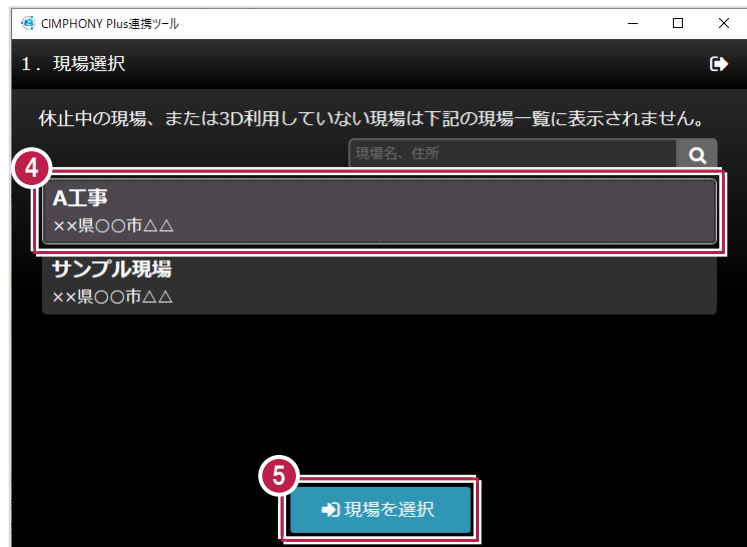 CIMPHONY Plus連携ツール
1．現場選択
休止中の現場、または3D利用していない現場は下記の現場一覧に表示されません。
現場名、住所
4
A工事
××県○○市△△
サンプル現場
××県○○市△△
5
現場を選択